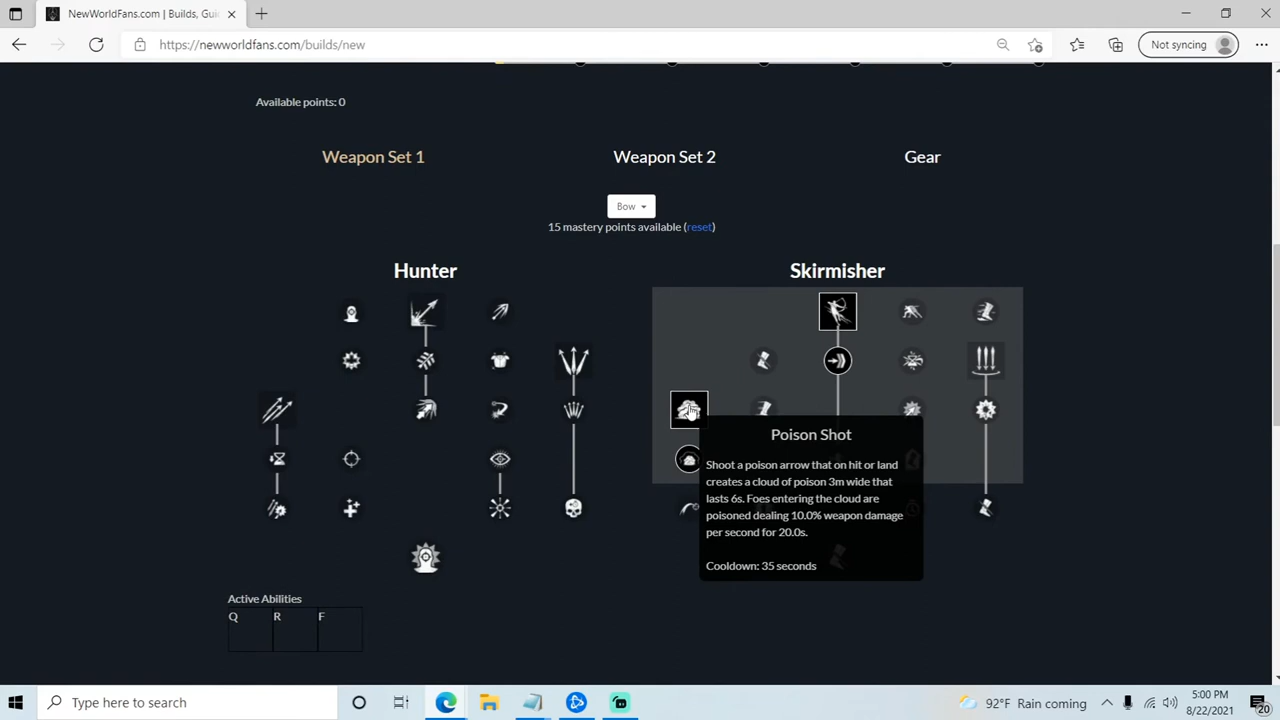 NewWorldFans.com | Builds, Gui
https://newworldfans.com/builds/new
Not syncing
Available points: 0
Weapon Set 1
Weapon Set 2
Gear
Bow
15 mastery points available (reset)
Hunter
Skirmisher
Poison Shot
Shoot a poison arrow that on hit or land
creates a cloud of poison 3m wide that
lasts 6s. Foes entering the cloud are
poisoned dealing 10.0% weapon damage
per second for 20.0s.
Cooldown: 35 seconds
Active Abilities
Q
R
F
Type here to search
92°F Rain coming
5:00 PM
8/22/2021
20